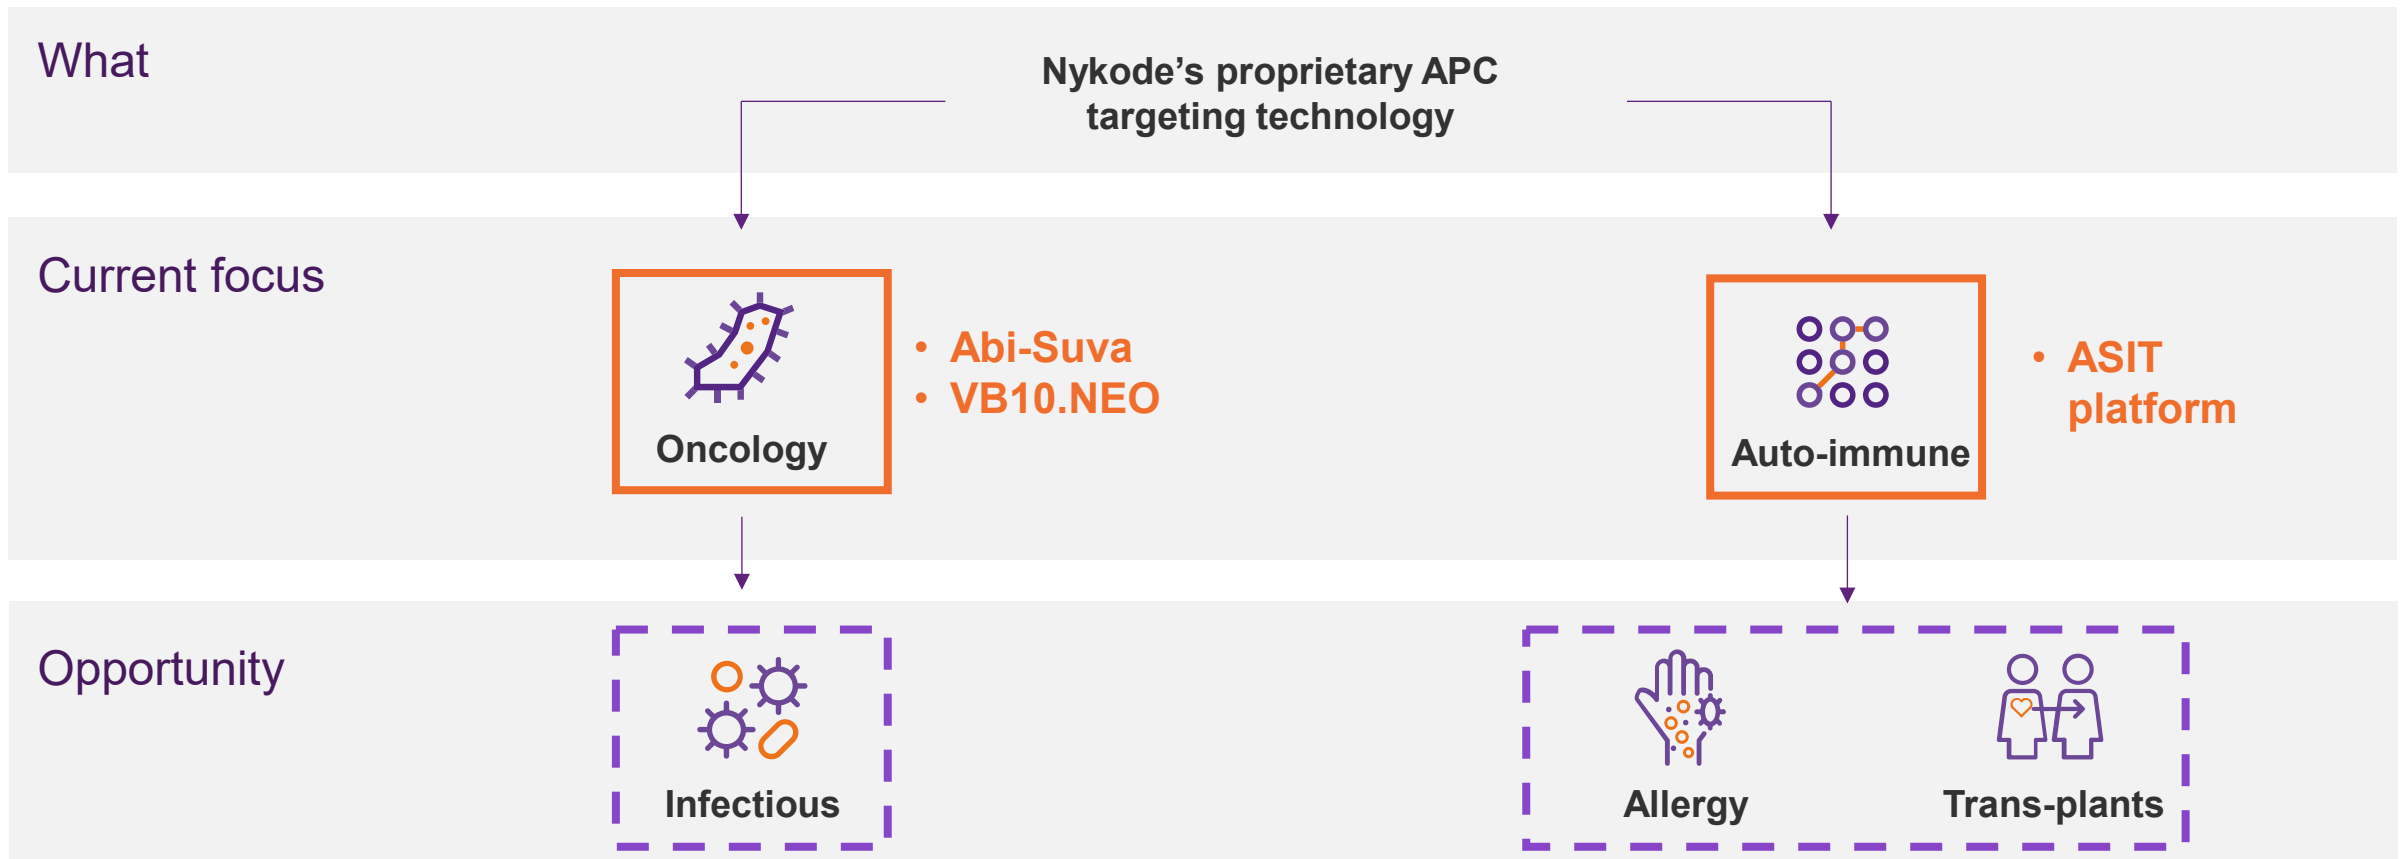 What
Nykode’s proprietary APC
targeting technology
Current focus
Oncology
• Abi-Suva
• VB10.NEO
Auto-immune
• ASIT
platform
Opportunity
Infectious
Allergy
Trans-plants